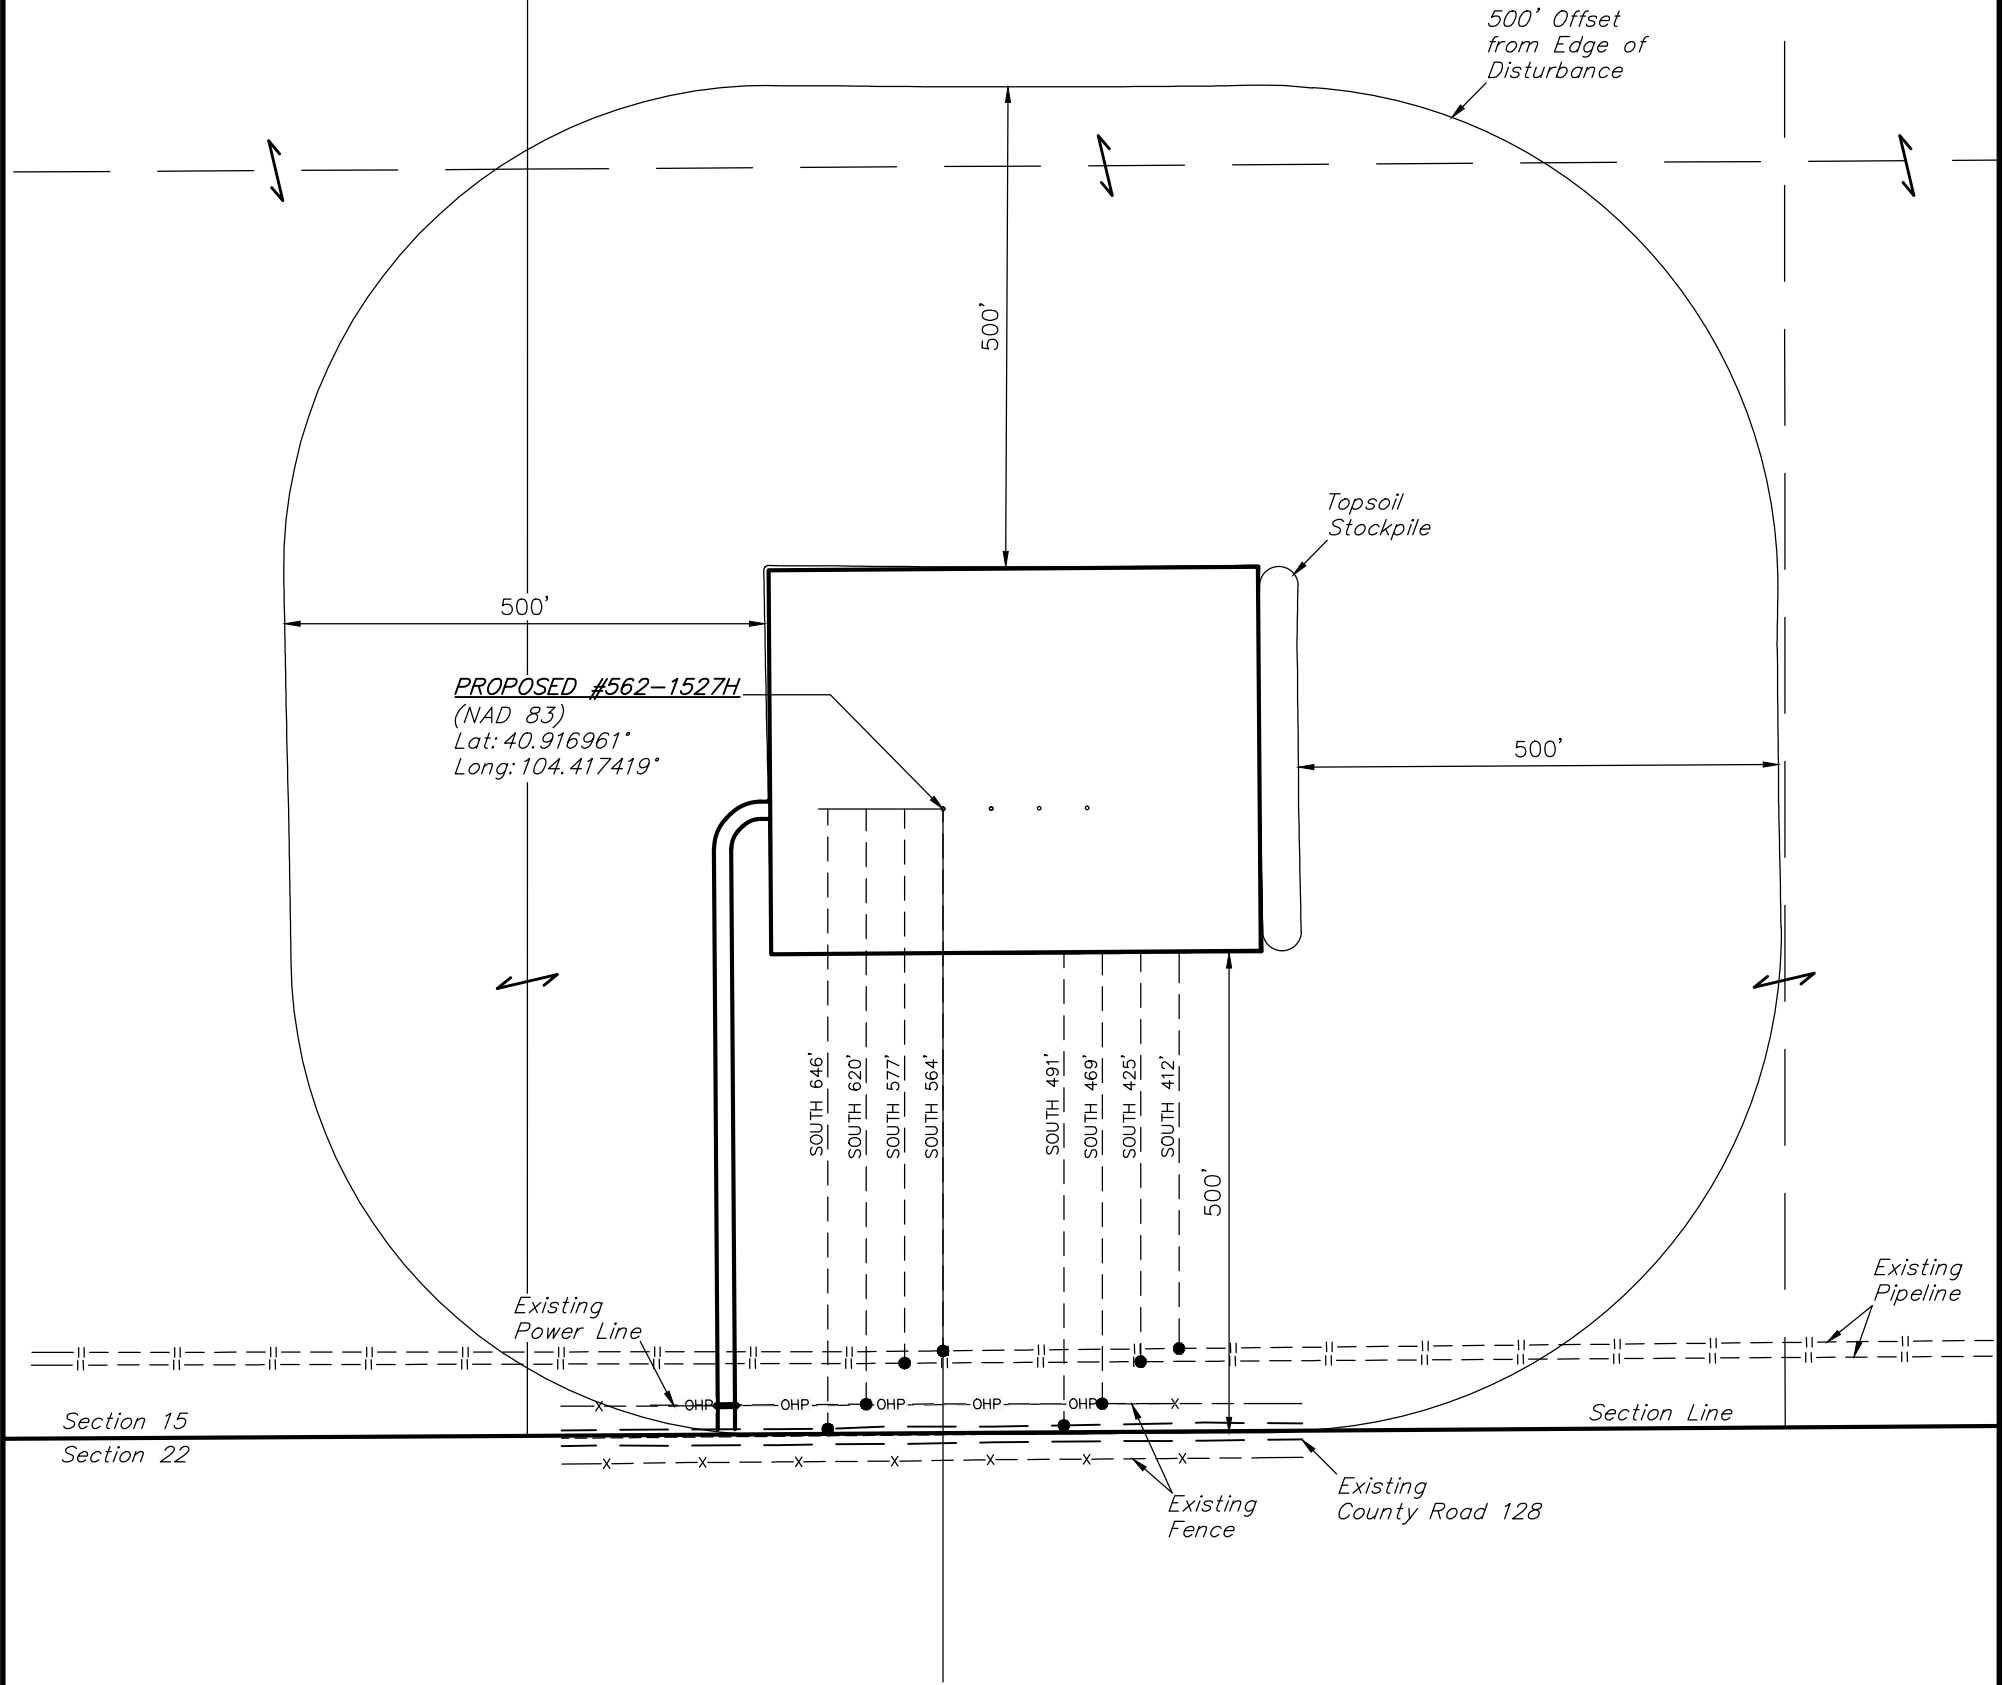 500' Offset
from Edge of
Disturbance
500'
Topsoil
Stockpile
500'
PROPOSED #562-1527H
(NAD 83)
Lat: 40.916961°
Long: 104.417419°
500'
SOUTH 646'
SOUTH 620'
SOUTH 577'
SOUTH 564'
SOUTH 491'
SOUTH 469'
SOUTH 425'
SOUTH 412'
500'
Existing
Pipeline
Existing
Power Line
X OHP OHP OHP OHP OHP X
Section 15
Section Line
Section 22
X X X X X X X
Existing
County Road 128
Existing
Fence